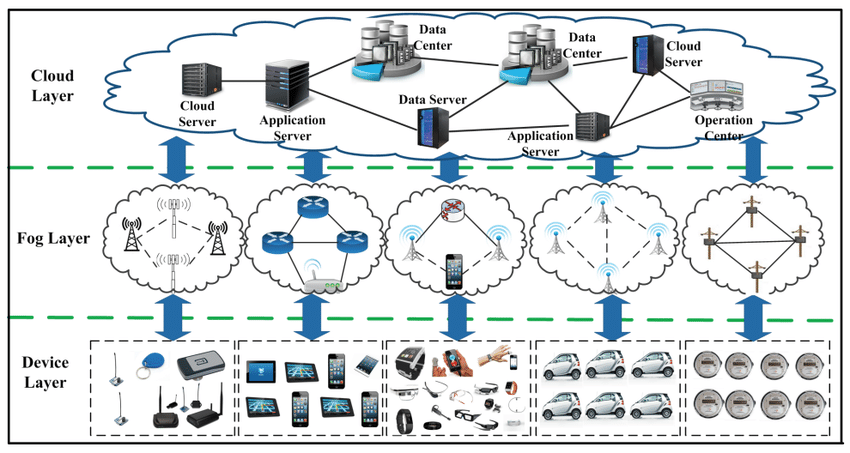 Cloud
Layer
Cloud
Server
Application
Server
Data
Center
Data Server
Data
Center
Application
Server
Cloud
Server
Operation
Center
Fog Layer
Device
Layer